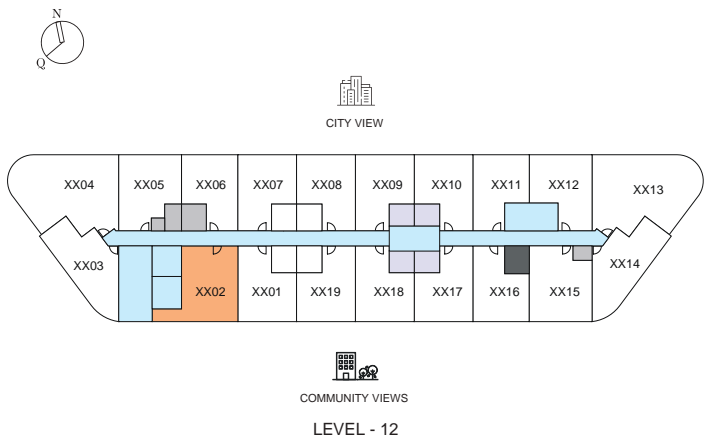 N
Q
CITY VIEW
XX04 XX05 XX06 XX07 XX08 XX09 XX10 XX11 XX12 XX13
XX03 XX14
XX02 XX01 XX19 XX18 XX17 XX16 XX15
COMMUNITY VIEWS
LEVEL - 12